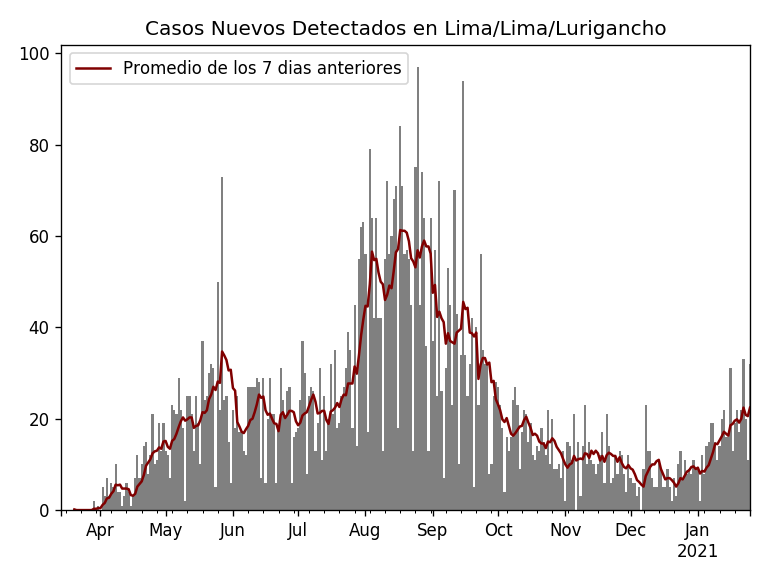 Casos Nuevos Detectados en Lima/Lima/Lurigancho
Promedio de los 7 dias anteriores
100
80
60
40
20
0
Apr May Jun Jul Aug Sep Oct Nov Dec Jan
2021